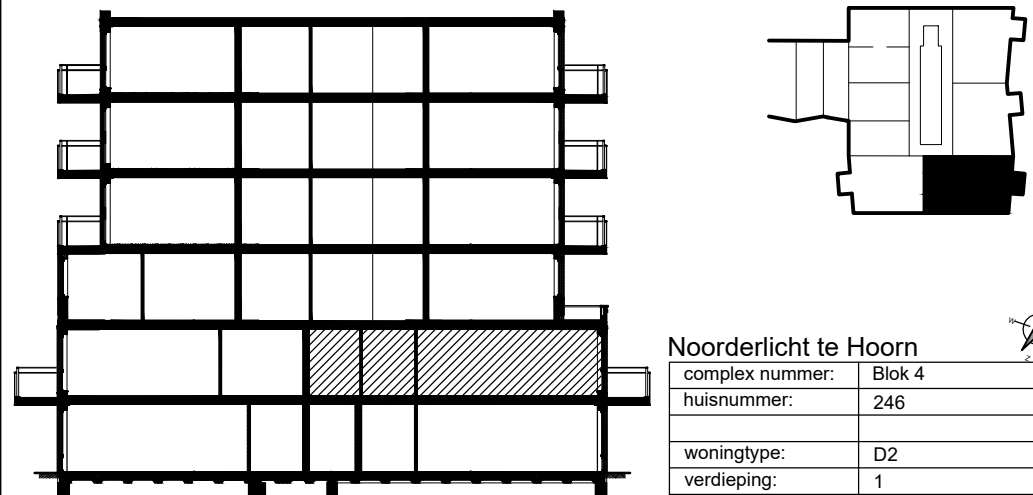 Noorderlicht te Hoorn
complex nummer: Blok 4
huisnummer: 246
woningtype: D2
verdieping: 1
W
Z